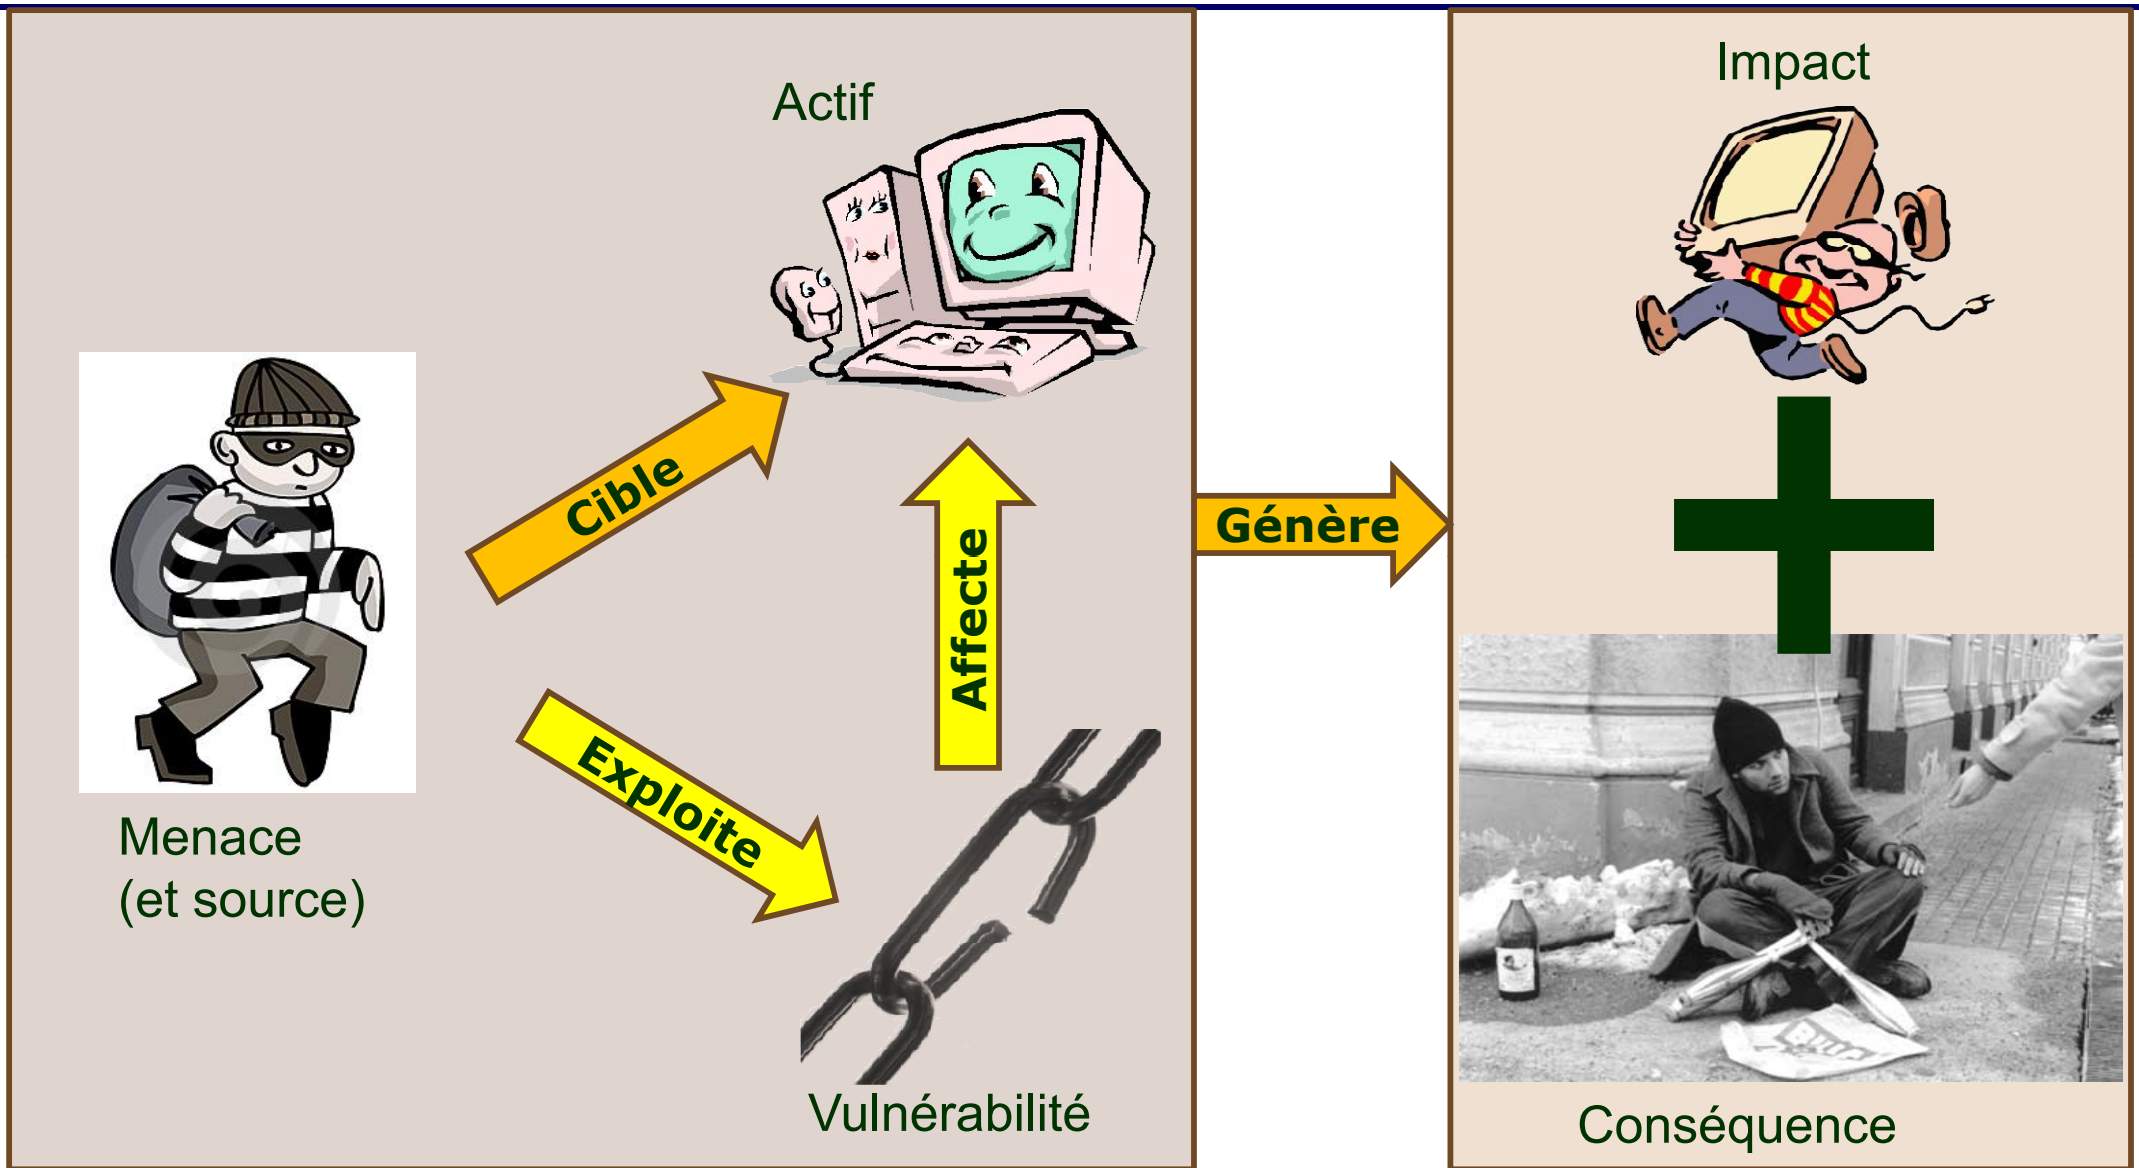 Actif
Impact
Cible
Génère
Affecte
Exploite
Menace
(et source)
Vulnérabilité
Conséquence